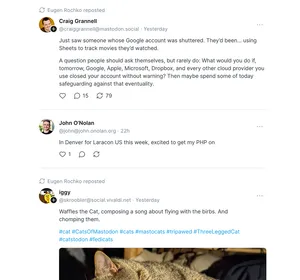 Eugen Rochko reposted
Craig Grannell
@craiggrannell@mastodon.social · Yesterday
Just saw someone whose Google account was shuttered. They'd been… using
Sheets to track movies they'd watched.
A question people should ask themselves, but rarely do: What would you do if,
tomorrow, Google, Apple, Microsoft, Dropbox, and every other cloud provider you
use closed your account without warning? Then maybe spend some of today
safeguarding against that eventuality.
15 79
John O'Nolan
@john@john.onolan.org · 22h
In Denver for Laracon US this week, excited to get my PHP on
1
Eugen Rochko reposted
iggy
@skrooblet@social.snaldi.net · Yesterday
Waffles the Cat, composing a song about flying with the birbs. And
chomping them.
#cat #CatsOfMastodon #cats #mastocats #tripawed #ThreeLeggedCat
#catstodon #fedicats